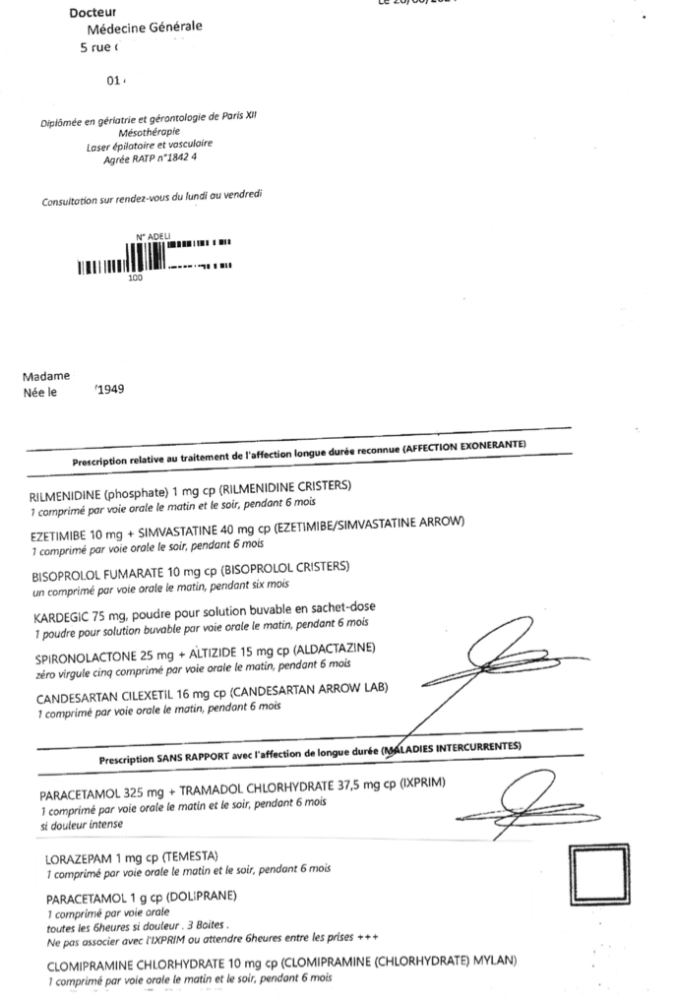 Docteur
Médecine Générale
5 rue
01
Diplômée en gériatrie et gérontologie de Paris XII
Mésothérapie
Laser épilatoire et vasculaire
Agrée RATP n°1842 4
Consultation sur rendez-vous du lundi au vendredi
N° ADELI
100
Madame
Née le /1949
Prescription relative au traitement de l'affection longue durée reconnue (AFFECTION EXONERANTE)
RILMENIDINE (phosphate) 1 mg cp (RILMENIDINE CRISTERS)
1 comprimé par voie orale le matin et le soir, pendant 6 mois
EZETIMIBE 10 mg + SIMVASTATINE 40 mg cp (EZETIMIBE/SIMVASTATINE ARROW)
1 comprimé par voie orale le soir, pendant 6 mois
BISOPROLOL FUMARATE 10 mg cp (BISOPROLOL CRISTERS)
un comprimé par voie orale le matin, pendant six mois
KARDEGIC 75 mg, poudre pour solution buvable en sachet-dose
1 poudre pour solution buvable par voie orale le matin, pendant 6 mois
SPIRONOLACTONE 25 mg + ALTIZIDE 15 mg cp (ALDACTAZINE)
zéro virgule cinq comprimé par voie orale le matin, pendant 6 mois
CANDESARTAN CILEXETIL 16 mg cp (CANDESARTAN ARROW LAB)
1 comprimé par voie orale le matin, pendant 6 mois
Prescription SANS RAPPORT avec l'affection de longue durée (MALADIES INTERCURRENTES)
PARACETAMOL 325 mg + TRAMADOL CHLORHYDRATE 37,5 mg cp (IXPRIM)
1 comprimé par voie orale le matin et le soir, pendant 6 mois
si douleur intense
LORAZEPAM 1 mg cp (TEMESTA)
1 comprimé par voie orale le matin et le soir, pendant 6 mois
PARACETAMOL 1 g cp (DOLIPRANE)
1 comprimé par voie orale
toutes les 6heures si douleur . 3 Boites .
Ne pas associer avec l'IXPRIM ou attendre 6heures entre les prises +++
CLOMIPRAMINE CHLORHYDRATE 10 mg cp (CLOMIPRAMINE (CHLORHYDRATE) MYLAN)
1 comprimé par voie orale le matin et le soir, pendant 6 mois